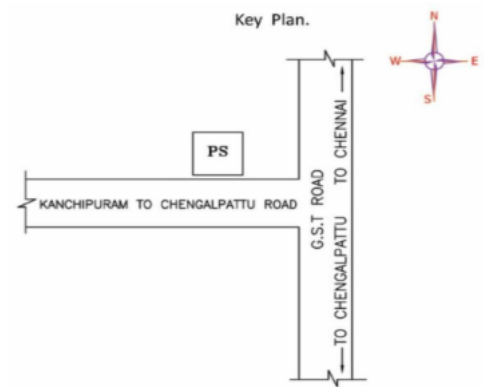 Key Plan.
N
W
E
S
PS
KANCHIPURAM TO CHENGALPATTU ROAD
G.S.T ROAD
TO CHENGALPATTU
TO CHENNAI